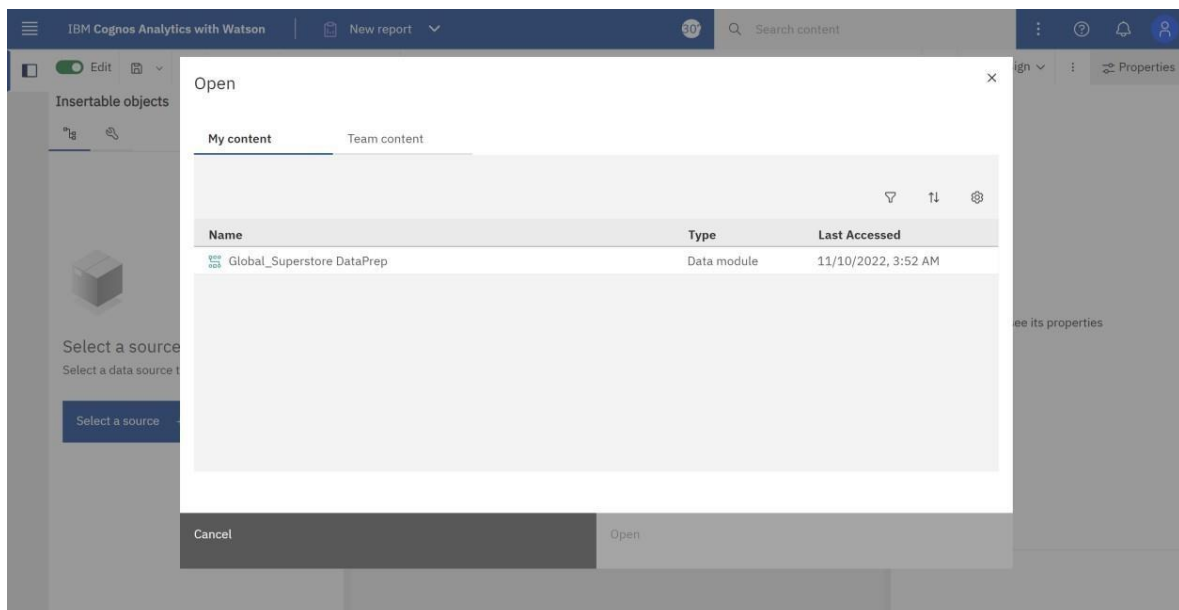 IBM Cognos Analytics with Watson
New report
Search content
Edit
Properties
Insertable objects
Open
My content
Team content
Name Type Last Accessed
Global_Superstore DataPrep Data module 11/10/2022, 3:52 AM
see its properties
Select a source
Select a data source
Select a source
Cancel
Open